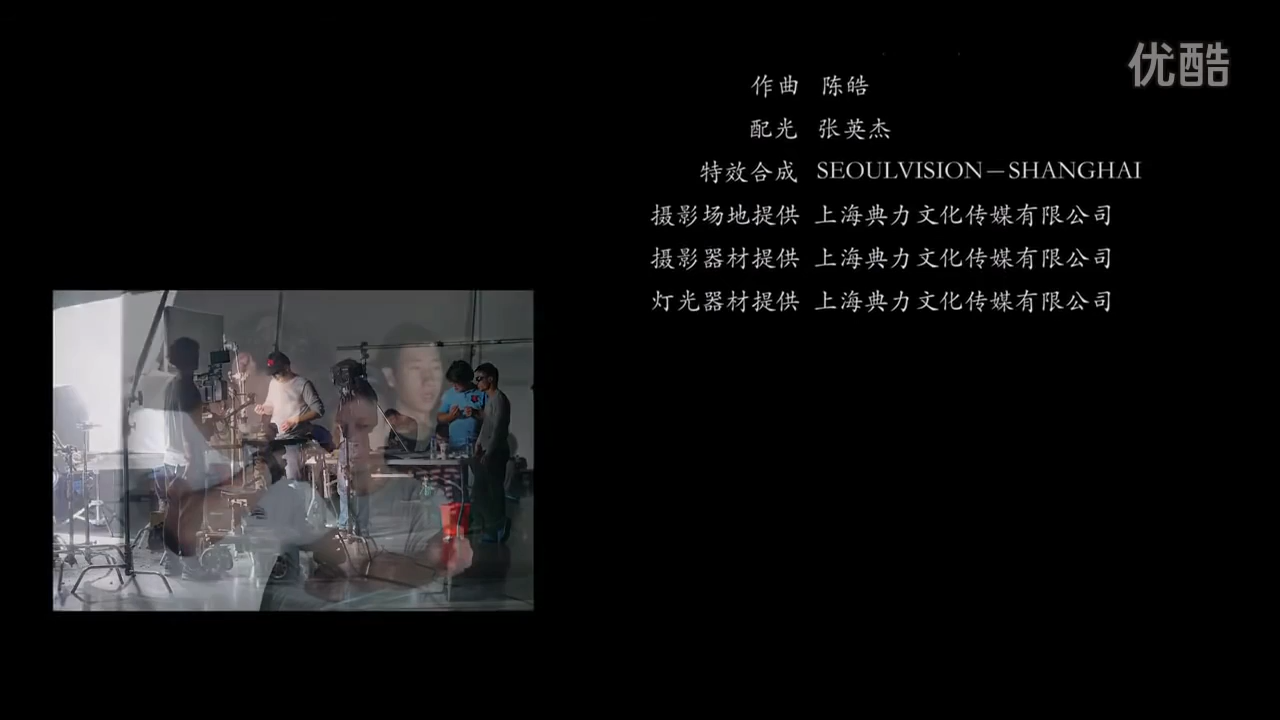 优酷
作曲 陈皓
配光 张英杰
特效合成 SEOULVISION—SHANGHAI
摄影场地提供 上海典力文化传媒有限公司
摄影器材提供 上海典力文化传媒有限公司
灯光器材提供 上海典力文化传媒有限公司